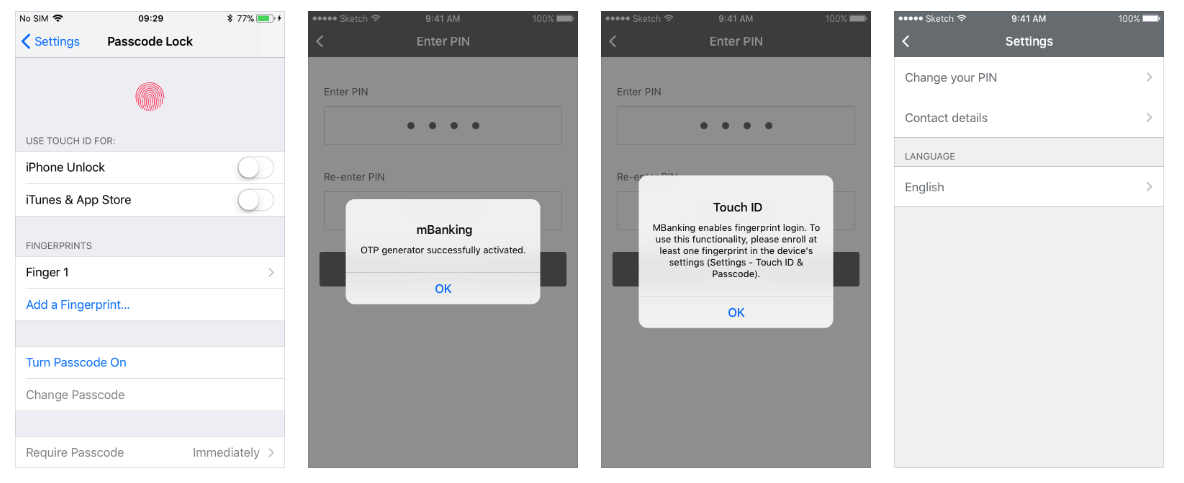 No SIM 09:29 77%
Settings Passcode Lock
USE TOUCH ID FOR:
iPhone Unlock
iTunes & App Store
FINGERPRINTS
Finger 1
Add a Fingerprint...
Turn Passcode On
Change Passcode
Require Passcode Immediately
Sketch 9:41 AM 100%
Enter PIN
Enter PIN
Re-enter PIN
mBanking
OTP generator successfully activated.
OK
Sketch 9:41 AM 100%
Enter PIN
Enter PIN
Touch ID
MBanking enables fingerprint login. To
use this functionality, please enroll at
least one fingerprint in the device's
settings (Settings - Touch ID &
Passcode).
OK
Sketch 9:41 AM 100%
Settings
Change your PIN
Contact details
LANGUAGE
English